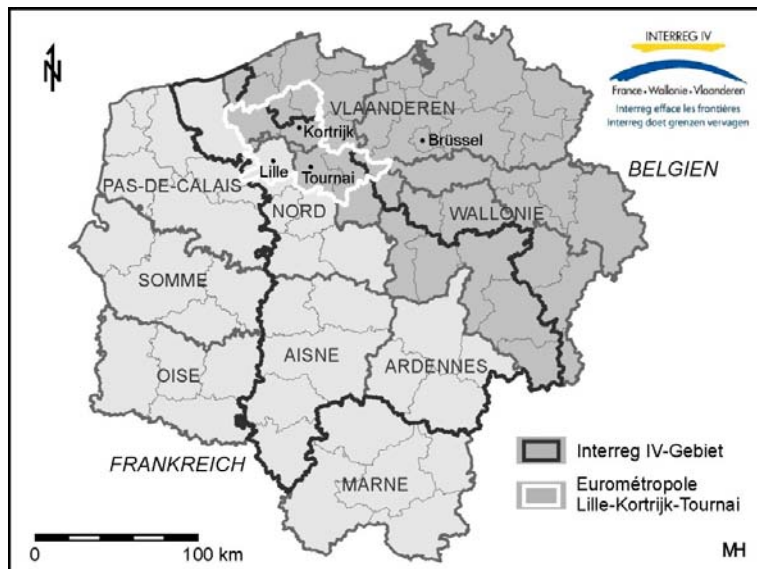 N
INTERREG IV
France • Wallonie • Vlaanderen
Interreg efface les frontières
Interreg doet grenzen vervagen
VLAANDEREN
Kortrijk
Brüssel
BELGIEN
Lille
Tournai
PAS-DE-CALAIS
NORD
WALLONIE
SOMME
AISNE
ARDENNES
OISE
FRANKREICH
MARNE
Interreg IV-Gebiet
Eurométropole
Lille-Kortrijk-Tournai
0
100 km
MH